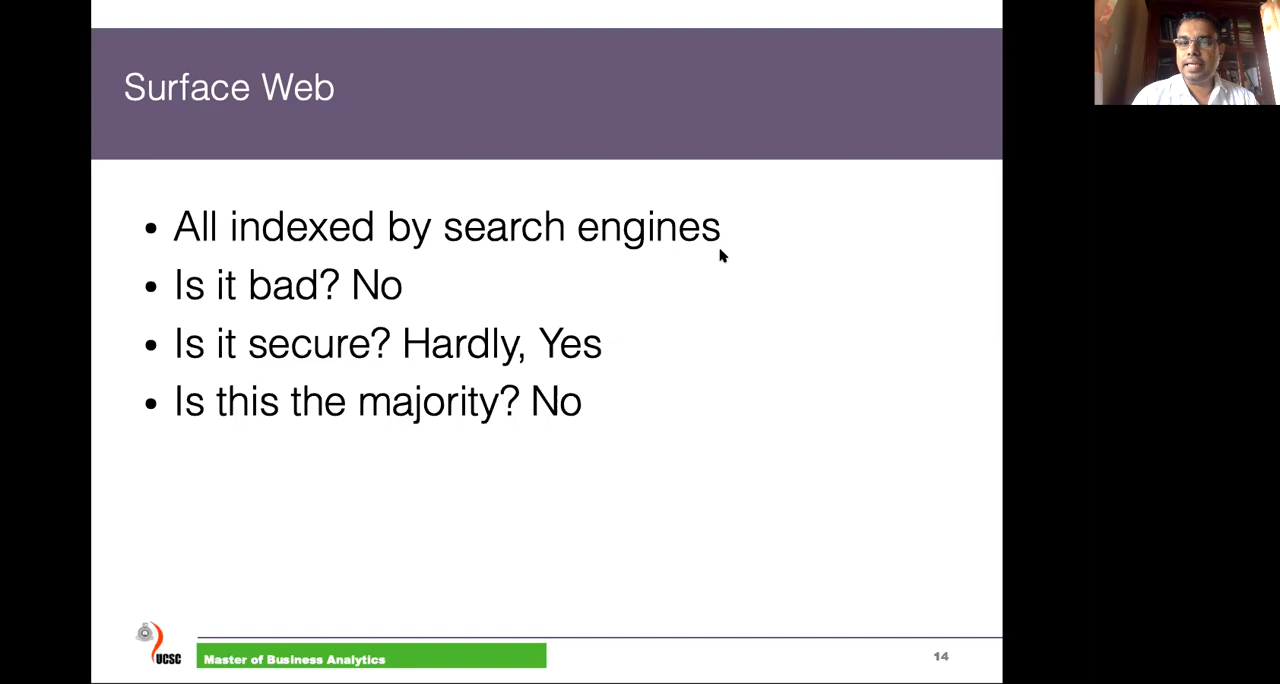 Surface Web
• All indexed by search engines
• Is it bad? No
• Is it secure? Hardly, Yes
• Is this the majority? No
UCSC
Master of Business Analytics
14